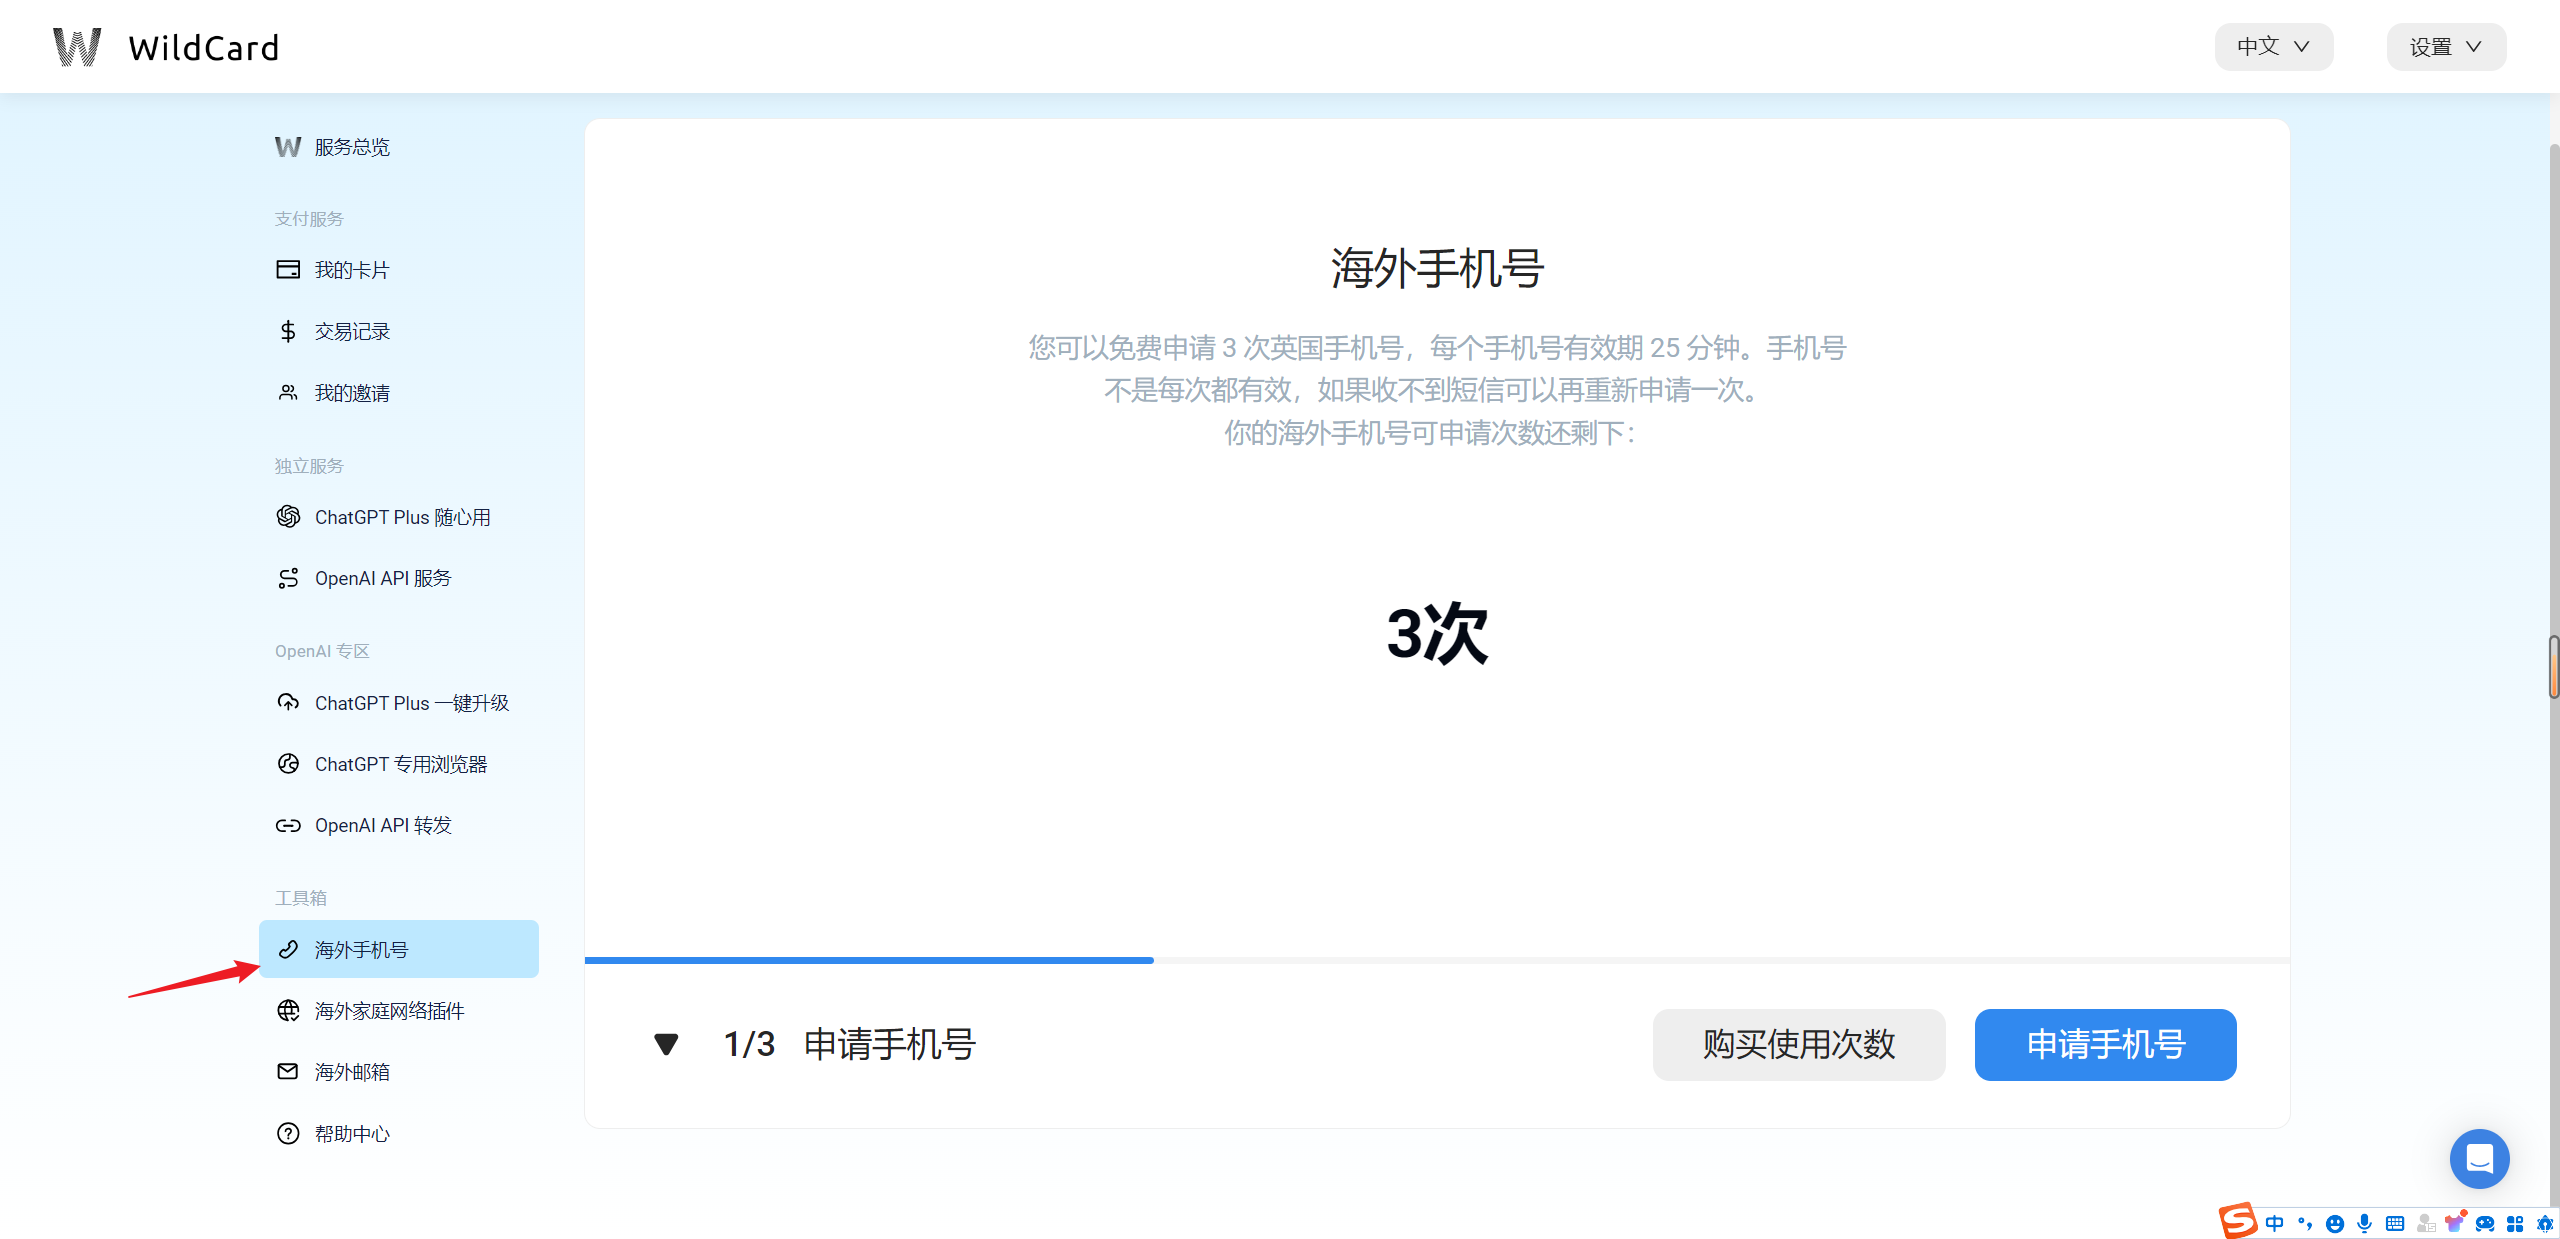 WildCard
中文
设置
服务总览
支付服务
我的卡片
交易记录
我的邀请
独立服务
ChatGPT Plus 随心用
OpenAI API 服务
OpenAI 专区
ChatGPT Plus 一键升级
ChatGPT 专用浏览器
OpenAI API 转发
工具箱
海外手机号
海外家庭网络插件
海外邮箱
帮助中心
海外手机号
您可以免费申请 3 次英国手机号，每个手机号有效期 25 分钟。手机号
不是每次都有效，如果收不到短信可以再重新申请一次。
你的海外手机号可申请次数还剩下：
3次
1/3 申请手机号
购买使用次数
申请手机号
中